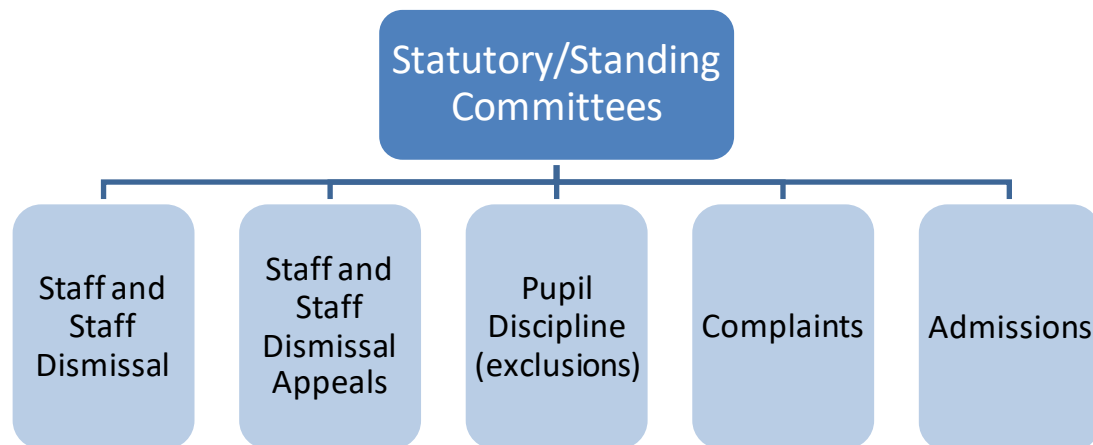 Statutory/Standing
Committees
Staff and
Staff
Dismissal
Staff and
Staff
Dismissal
Appeals
Pupil
Discipline
(exclusions)
Complaints
Admissions